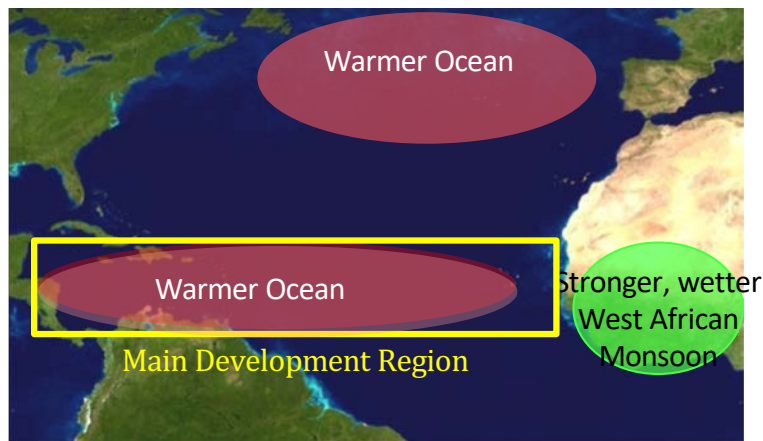 Warmer Ocean
Warmer Ocean
Stronger, wetter
West African
Monsoon
Main Development Region